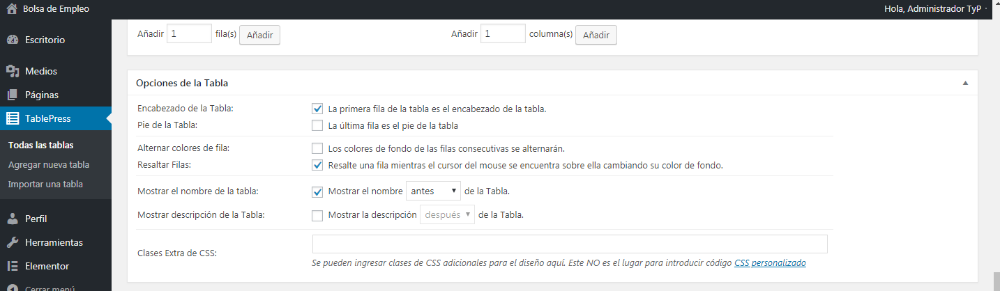 Bolsa de Empleo
Hola, Administrador TyP
Escritorio
Medios
Páginas
TablePress
Todas las tablas
Agregar nueva tabla
Importar una tabla
Perfil
Herramientas
Elementor
Cerrar menú
Añadir 1 fila(s) Añadir
Añadir 1 columna(s) Añadir
Opciones de la Tabla
Encabezado de la Tabla: La primera fila de la tabla es el encabezado de la tabla.
Pie de la Tabla: La última fila es el pie de la tabla
Alternar colores de fila: Los colores de fondo de las filas consecutivas se alternarán.
Resaltar Filas: Resalte una fila mientras el cursor del mouse se encuentra sobre ella cambiando su color de fondo.
Mostrar el nombre de la tabla: Mostrar el nombre antes de la Tabla.
Mostrar descripción de la Tabla: Mostrar la descripción después de la Tabla.
Clases Extra de CSS:
Se pueden ingresar clases de CSS adicionales para el diseño aquí. Este NO es el lugar para introducir código CSS personalizado